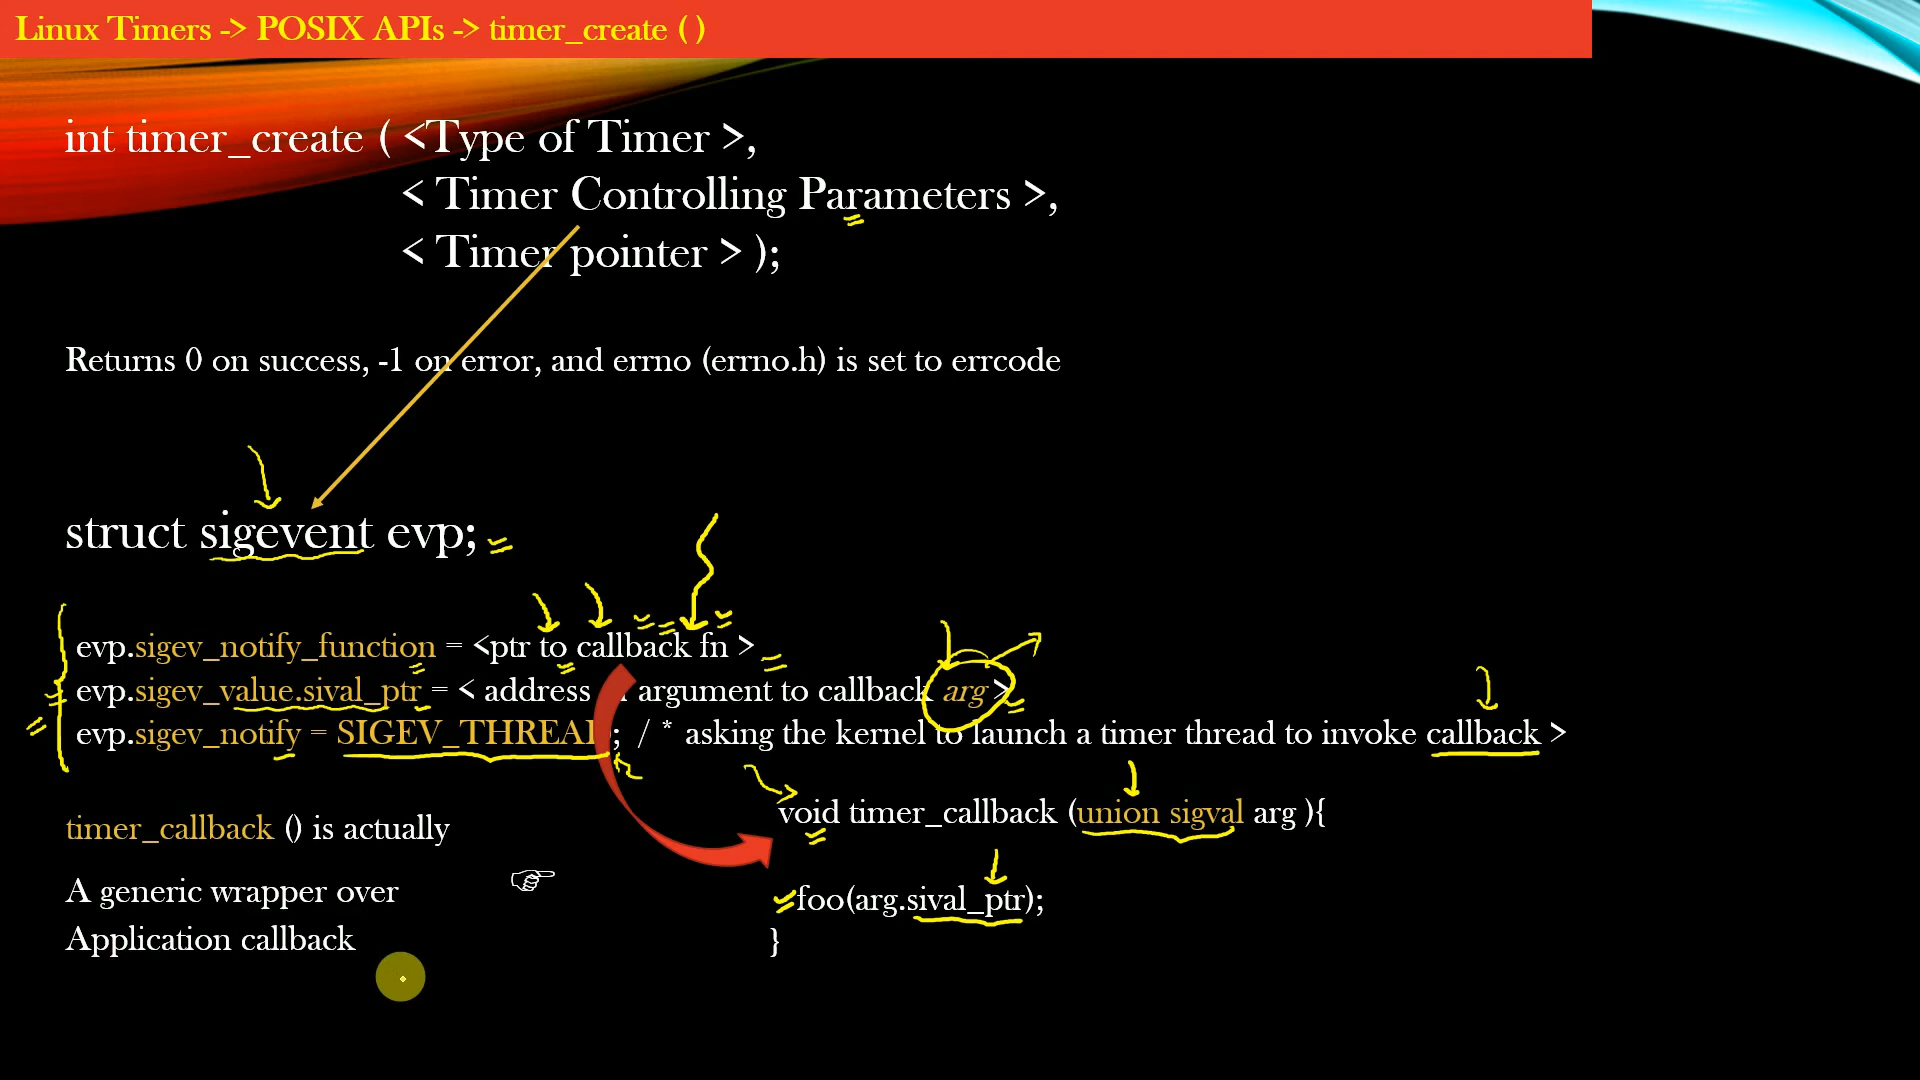 Linux Timers -> POSIX APIs -> timer_create ( )
int timer_create ( <Type of Timer >,
< Timer Controlling Parameters >,
< Timer pointer > );
Returns 0 on success, -1 on error, and errno (errno.h) is set to errcode
struct sigevent evp;
evp.sigev_notify_function = <ptr to callback fn >
evp.sigev_value.sival_ptr = < address argument to callback arg >
evp.sigev_notify = SIGEV_THREAD; / * asking the kernel to launch a timer thread to invoke callback >
timer_callback () is actually
A generic wrapper over
Application callback
void timer_callback (union sigval arg ){
foo(arg.sival_ptr);
}